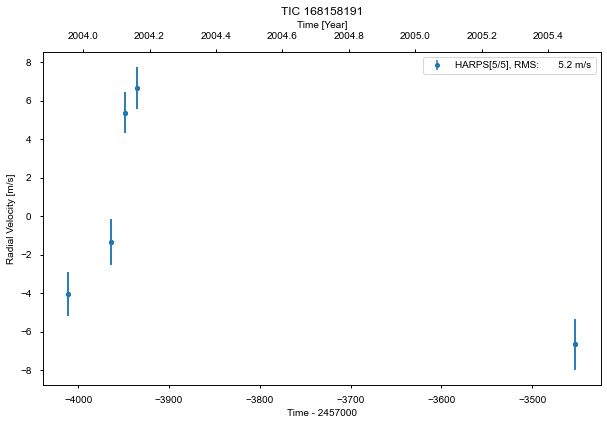 TIC 168158191
Time [Year]
2004.0 2004.2 2004.4 2004.6 2004.8 2005.0 2005.2 2005.4
HARPS[5/5], RMS: 5.2 m/s
8
6
4
2
0
−2
−4
−6
−8
Radial Velocity [m/s]
−4000 −3900 −3800 −3700 −3600 −3500
Time - 2457000